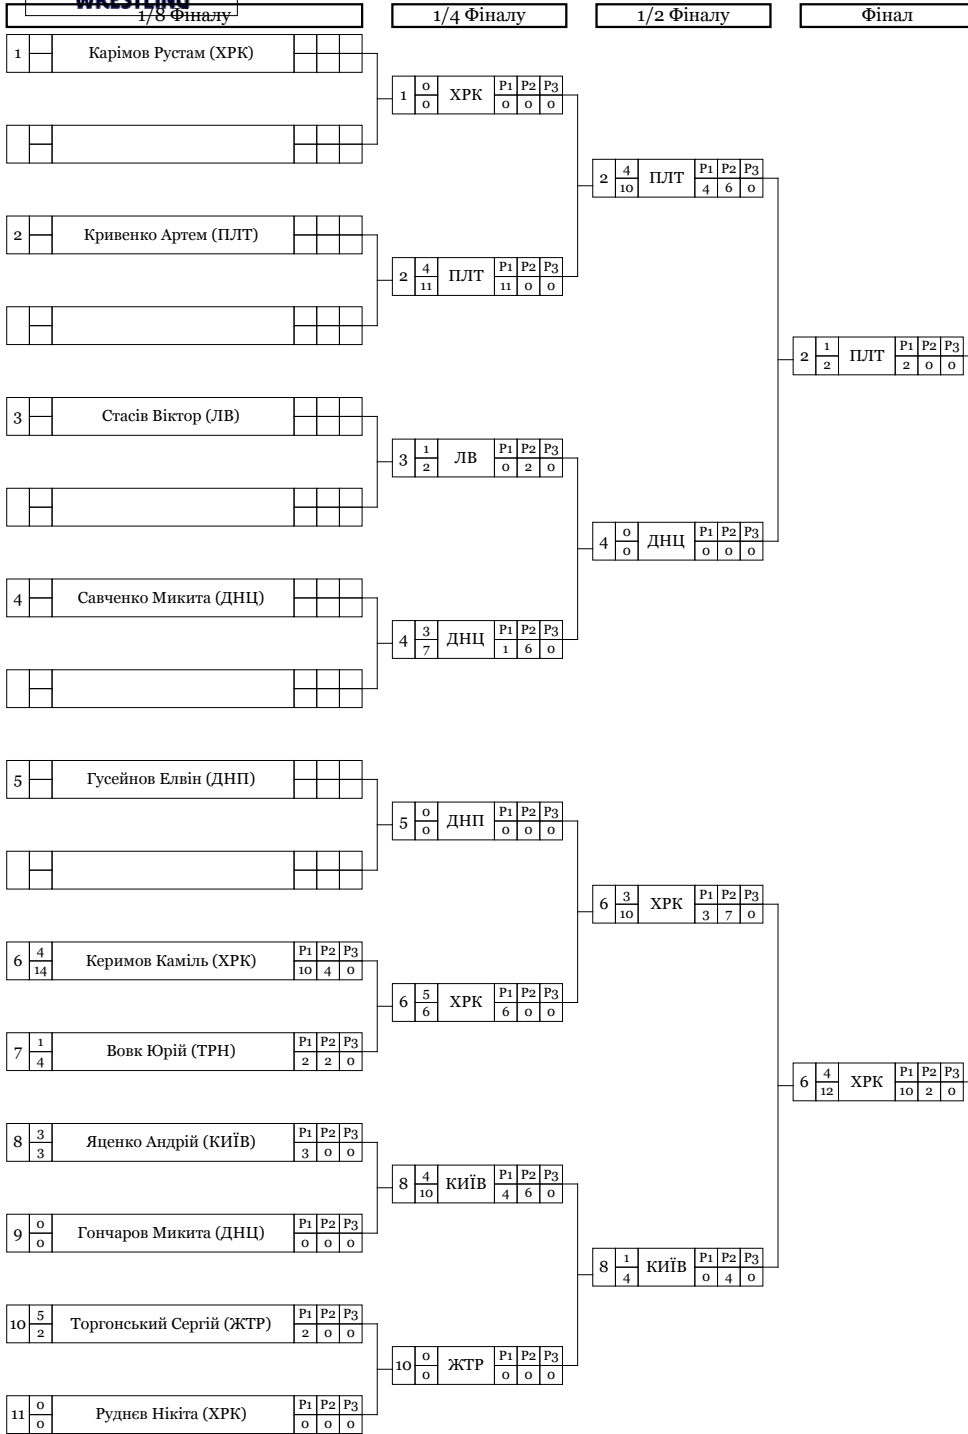 WRESTLING
1/8 Фіналу 1/4 Фіналу 1/2 Фіналу Фінал
1 Карімов Рустам (ХРК)
1 0 0 ХРК P1 P2 P3 0 0 0
2 4 10 ПЛТ P1 P2 P3 4 6 0
2 Кривенко Артем (ПЛТ)
2 4 11 ПЛТ P1 P2 P3 11 0 0
2 1 2 ПЛТ P1 P2 P3 2 0 0
3 Стасів Віктор (ЛВ)
3 1 2 ЛВ P1 P2 P3 0 2 0
4 0 0 ДНЦ P1 P2 P3 0 0 0
4 Савченко Микита (ДНЦ)
4 3 7 ДНЦ P1 P2 P3 1 6 0
5 Гусейнов Елвін (ДНП)
5 0 0 ДНП P1 P2 P3 0 0 0
6 3 10 ХРК P1 P2 P3 3 7 0
6 4 14 Керимов Каміль (ХРК) P1 P2 P3 10 4 0
6 5 6 ХРК P1 P2 P3 6 0 0
7 1 4 Вовк Юрій (ТРН) P1 P2 P3 2 2 0
6 4 12 ХРК P1 P2 P3 10 2 0
8 3 3 Яценко Андрій (КИЇВ) P1 P2 P3 3 0 0
8 4 10 КИЇВ P1 P2 P3 4 6 0
9 0 0 Гончаров Микита (ДНЦ) P1 P2 P3 0 0 0
8 1 4 КИЇВ P1 P2 P3 0 4 0
10 5 2 Торгонський Сергій (ЖТР) P1 P2 P3 2 0 0
10 0 0 ЖТР P1 P2 P3 0 0 0
11 0 0 Руднєв Нікіта (ХРК) P1 P2 P3 0 0 0